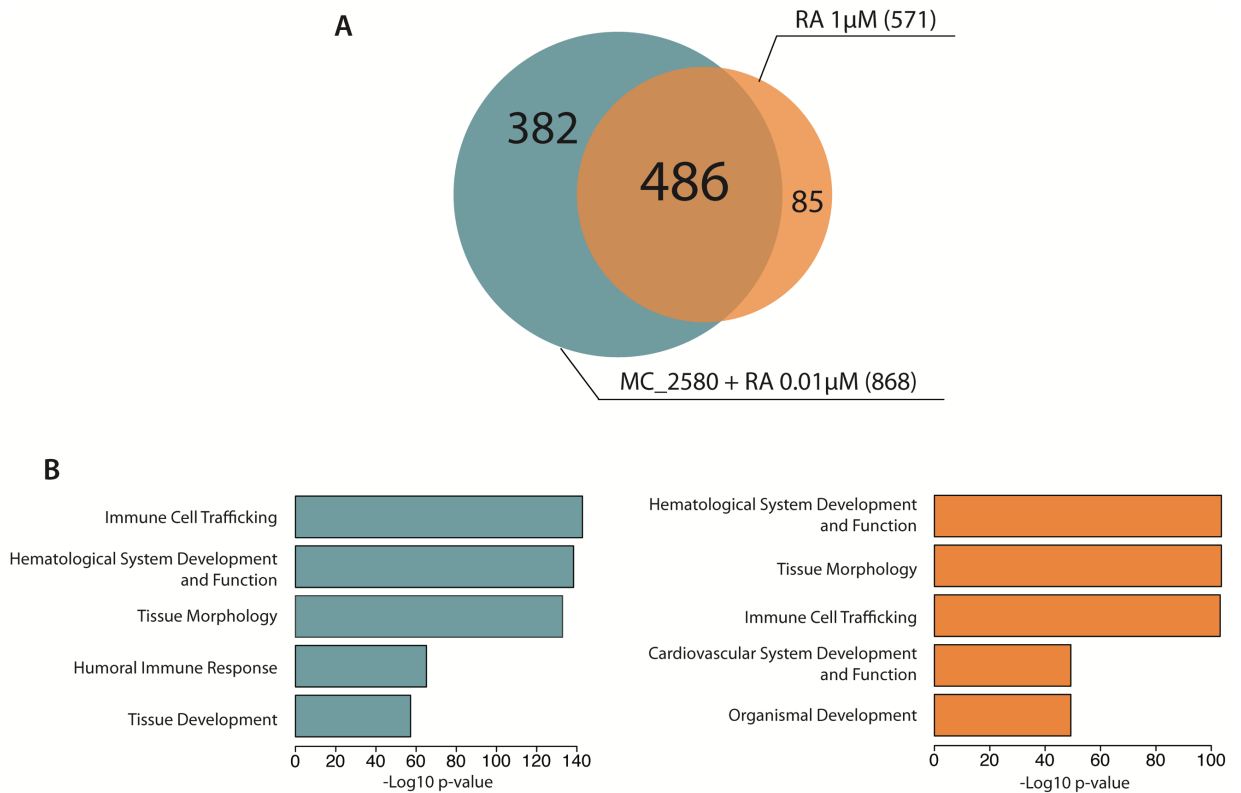 A
RA 1µM (571)
382
486
85
MC_2580 + RA 0.01µM (868)
B
Immune Cell Trafficking
Hematological System Development
and Function
Tissue Morphology
Humoral Immune Response
Tissue Development
0 20 40 60 80 100 120 140
-Log10 p-value
Hematological System Development
and Function
Tissue Morphology
Immune Cell Trafficking
Cardiovascular System Development
and Function
Organismal Development
0 20 40 60 80 100
-Log10 p-value